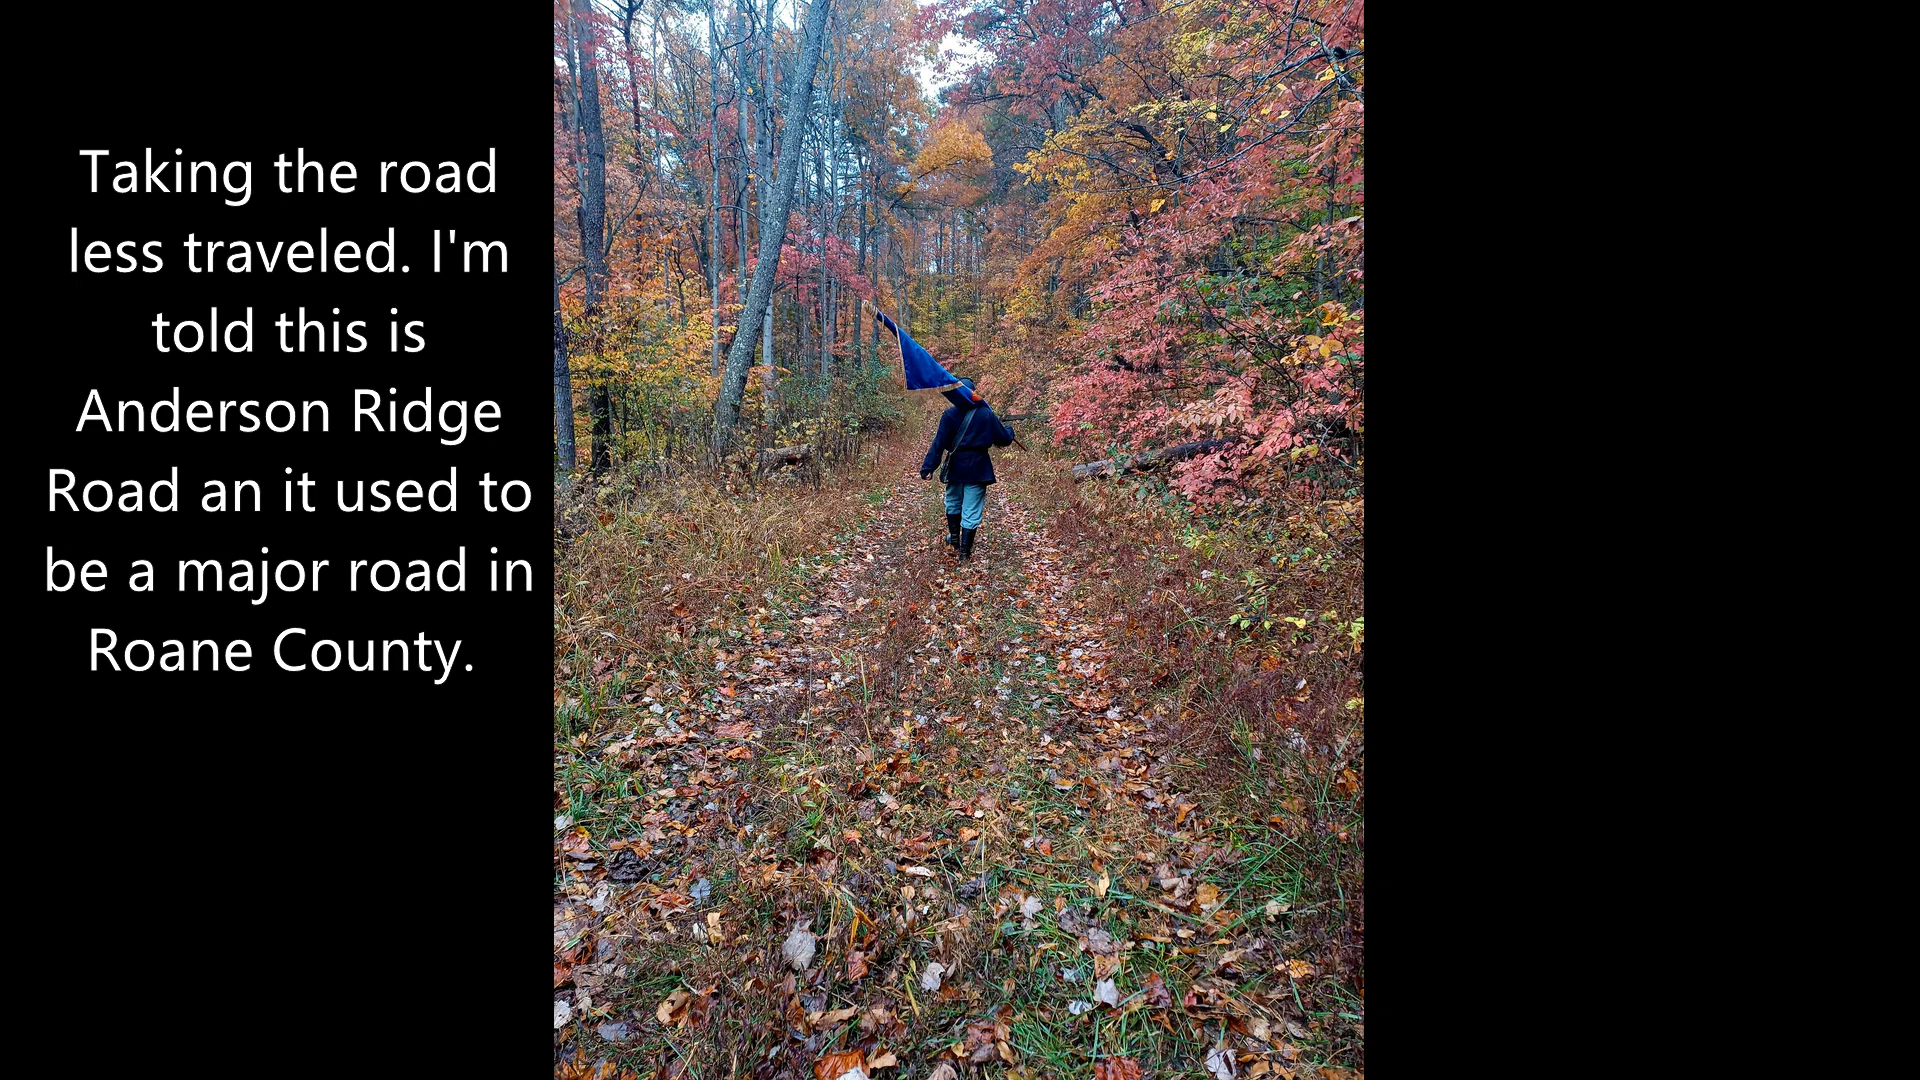 Taking the road
less traveled. I'm
told this is
Anderson Ridge
Road an it used to
be a major road in
Roane County.